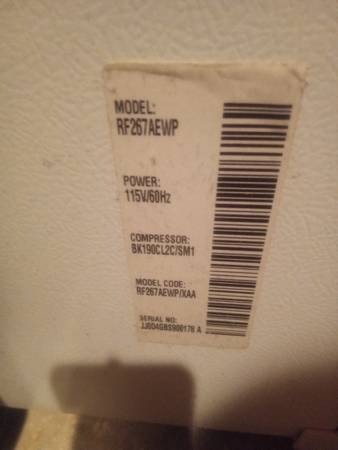 MODEL:
RF267AEWP
POWER:
115V/60Hz
COMPRESSOR:
BK190CL2C/SM1
MODEL CODE:
RF267AEWP/XAA
SERIAL NO: